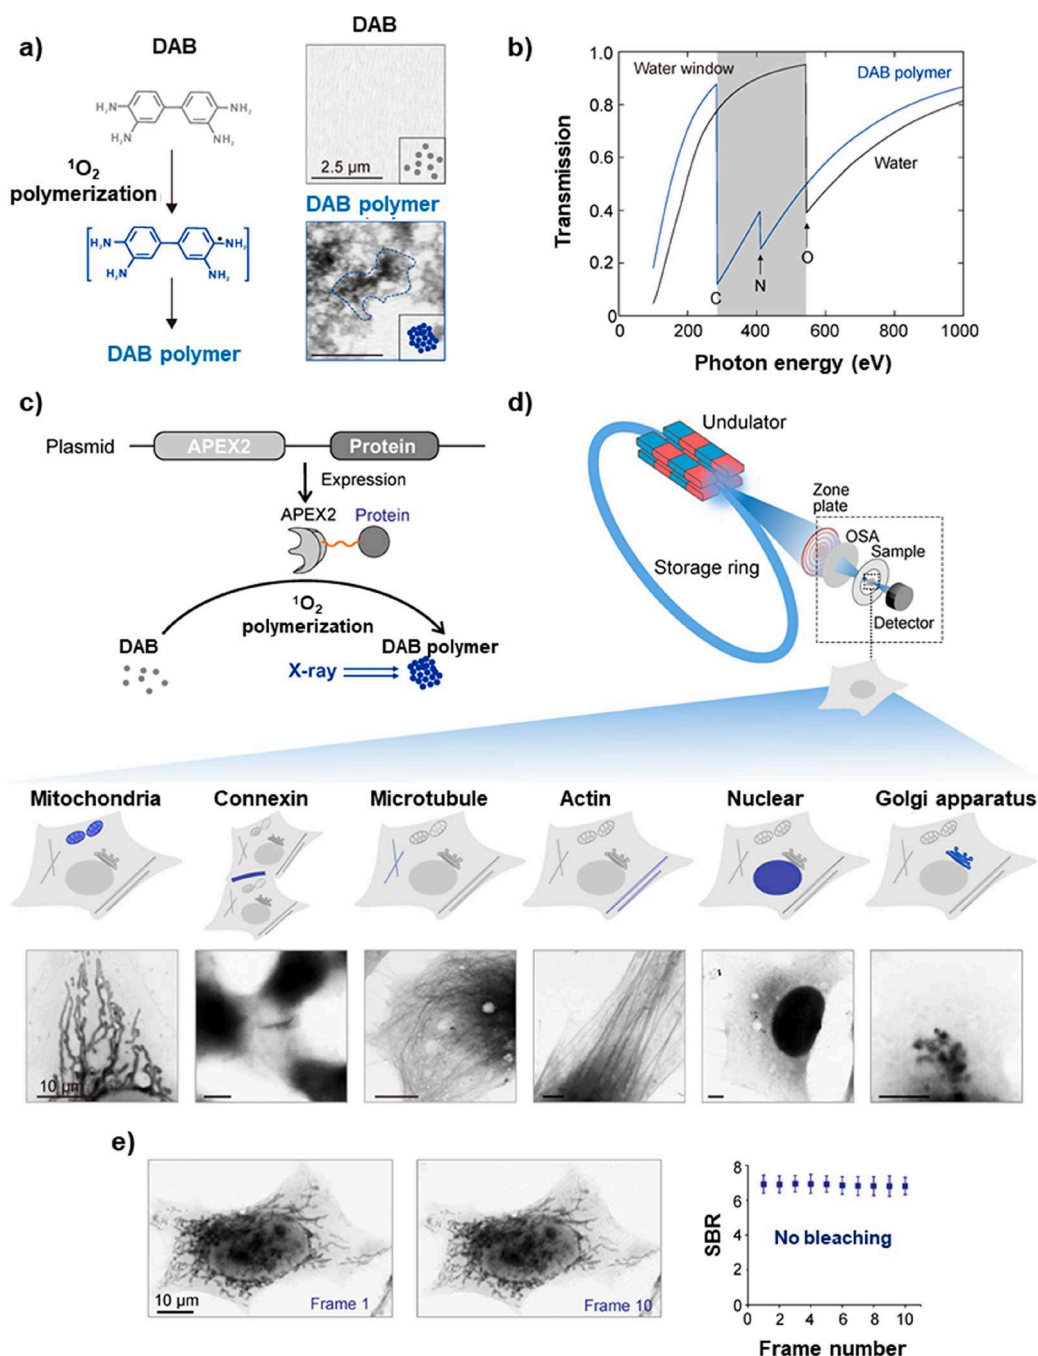 a)
DAB
H₂N
H₂N
NH₂
NH₂
¹O₂
polymerization
H₂N
H₂N
NH₂
NH₂
DAB polymer
DAB
2.5 µm
DAB polymer
b)
Water window
DAB polymer
Water
C
N
O
Transmission
1.0
0.8
0.6
0.4
0.2
0
200
400
600
800
1000
Photon energy (eV)
c)
Plasmid
APEX2
Protein
Expression
APEX2
Protein
¹O₂
polymerization
DAB
DAB polymer
X-ray
d)
Undulator
Zone
plate
OSA
Sample
Storage ring
Detector
Mitochondria
Connexin
Microtubule
Actin
Nuclear
Golgi apparatus
10 µm
e)
Frame 1
10 µm
Frame 10
SBR
8
6
4
2
0
No bleaching
0
2
4
6
8
10
Frame number